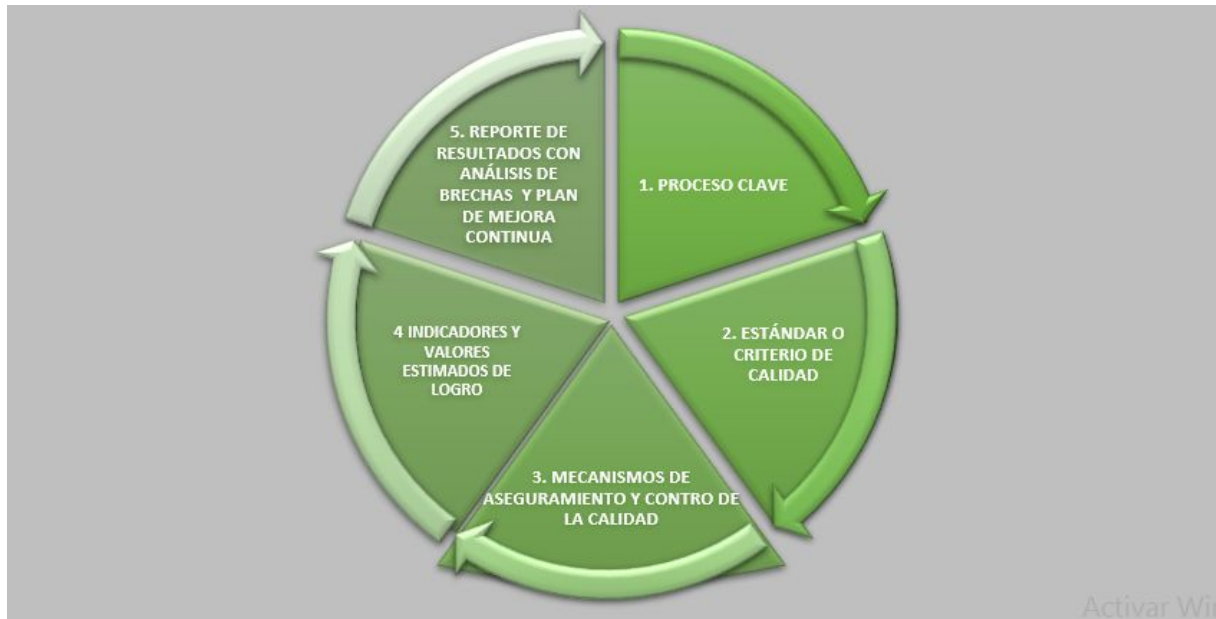 1. PROCESO CLAVE
2. ESTÁNDAR O
CRITERIO DE
CALIDAD
3. MECANISMOS DE
ASEGURAMIENTO Y CONTRO DE
LA CALIDAD
4 INDICADORES Y
VALORES
ESTIMADOS DE
LOGRO
5. REPORTE DE
RESULTADOS CON
ANÁLISIS DE
BRECHAS Y PLAN
DE MEJORA
CONTINUA
Activar Wi